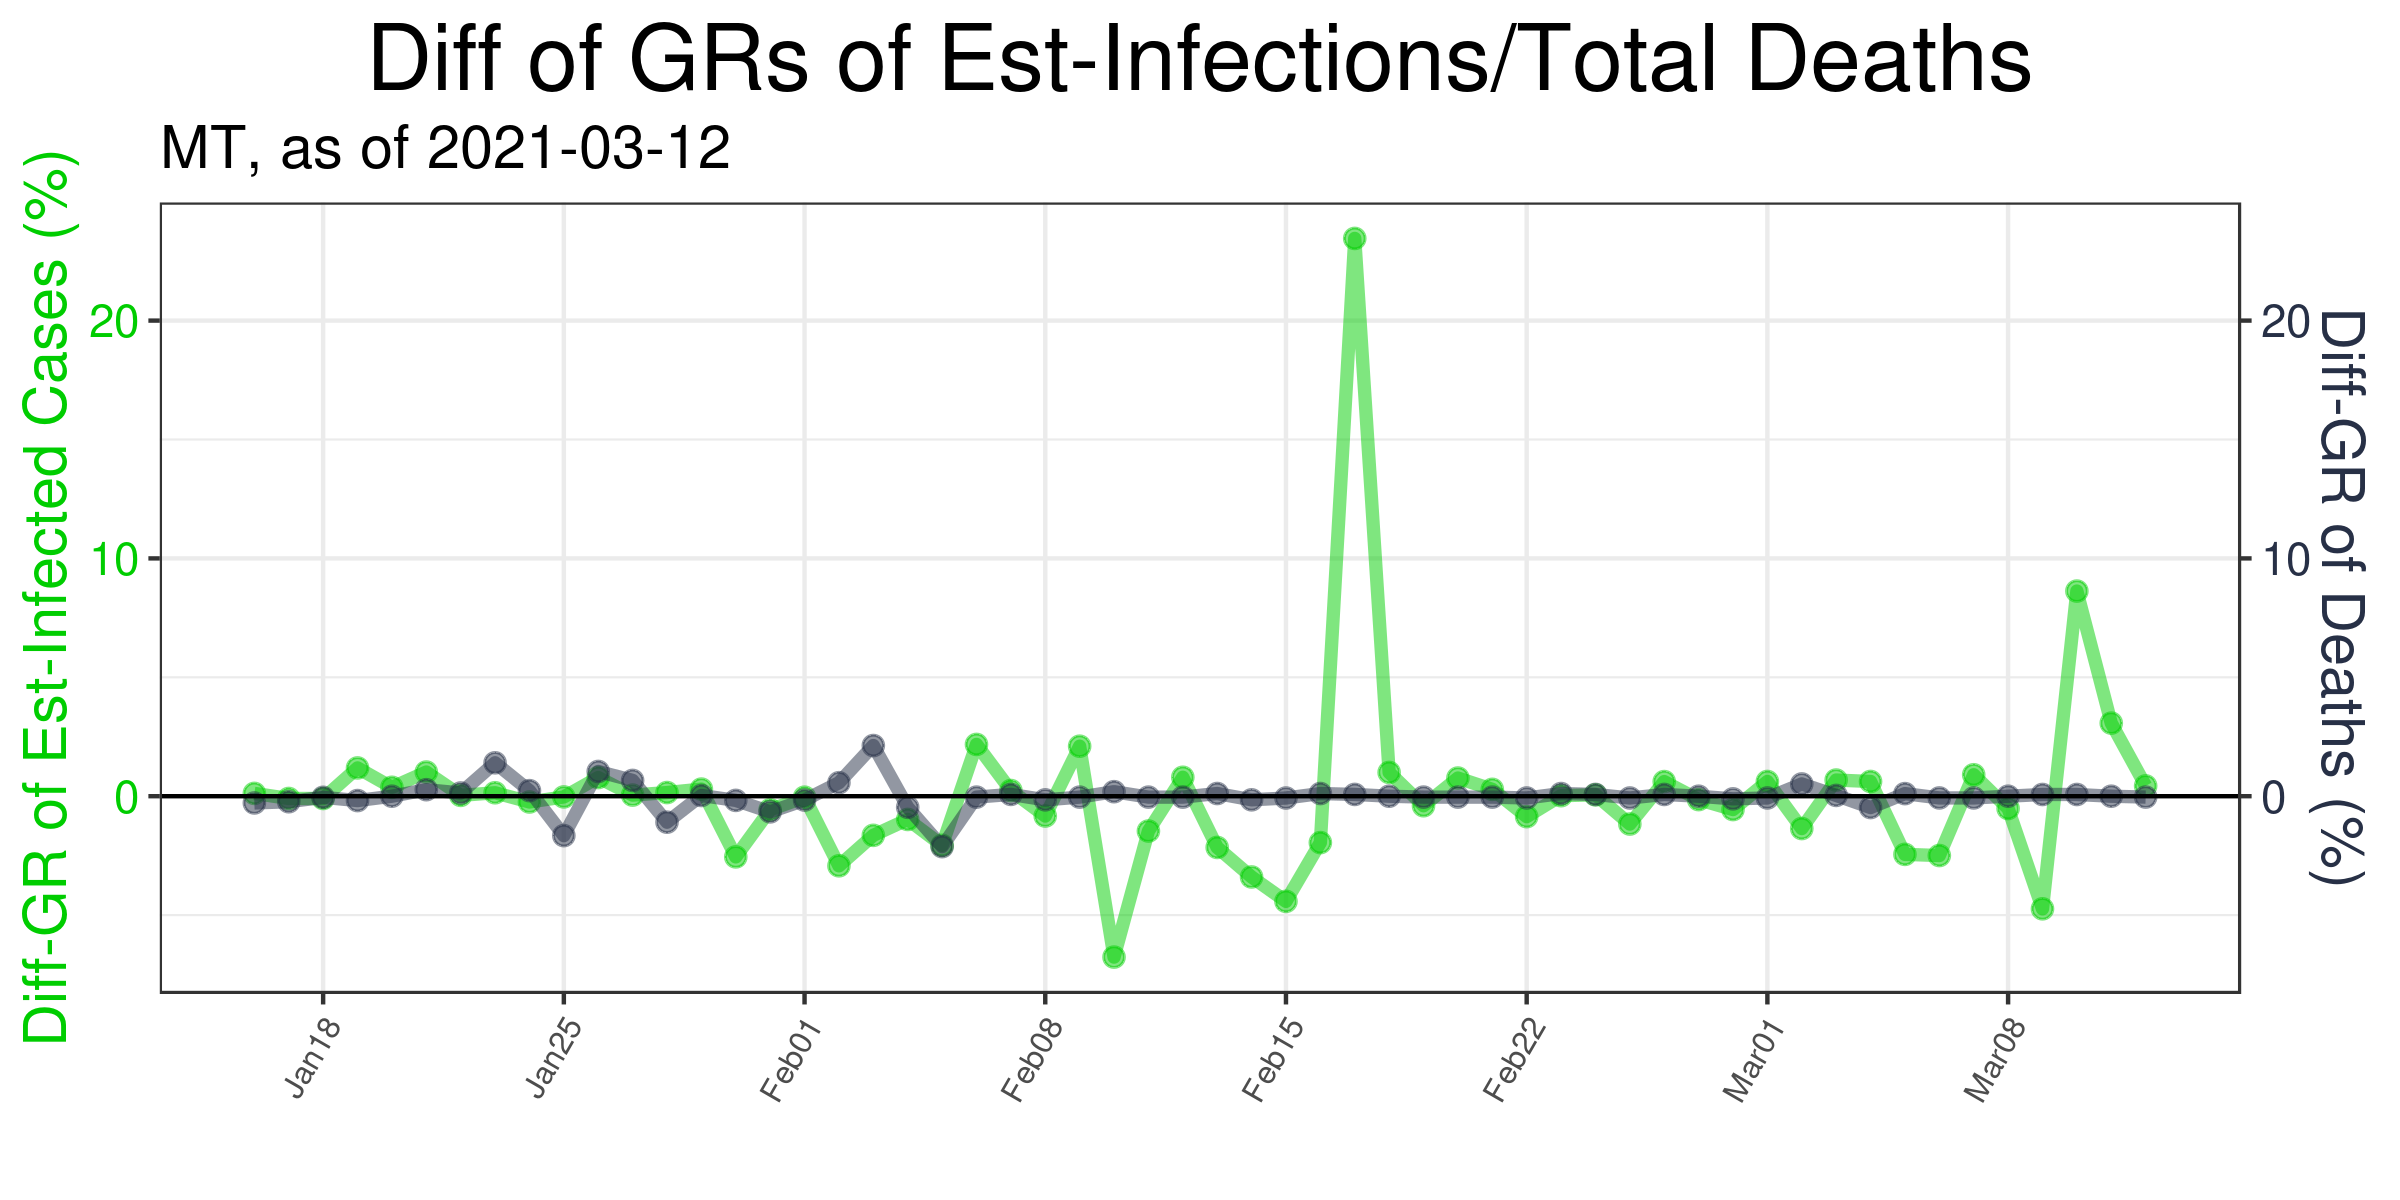 Diff of GRs of Est-Infections/Total Deaths
MT, as of 2021-03-12
Diff-GR of Est-Infected Cases (%)
20
10
0
20
10
0
Diff-GR of Deaths (%)
Jan18
Jan25
Feb01
Feb08
Feb15
Feb22
Mar01
Mar08